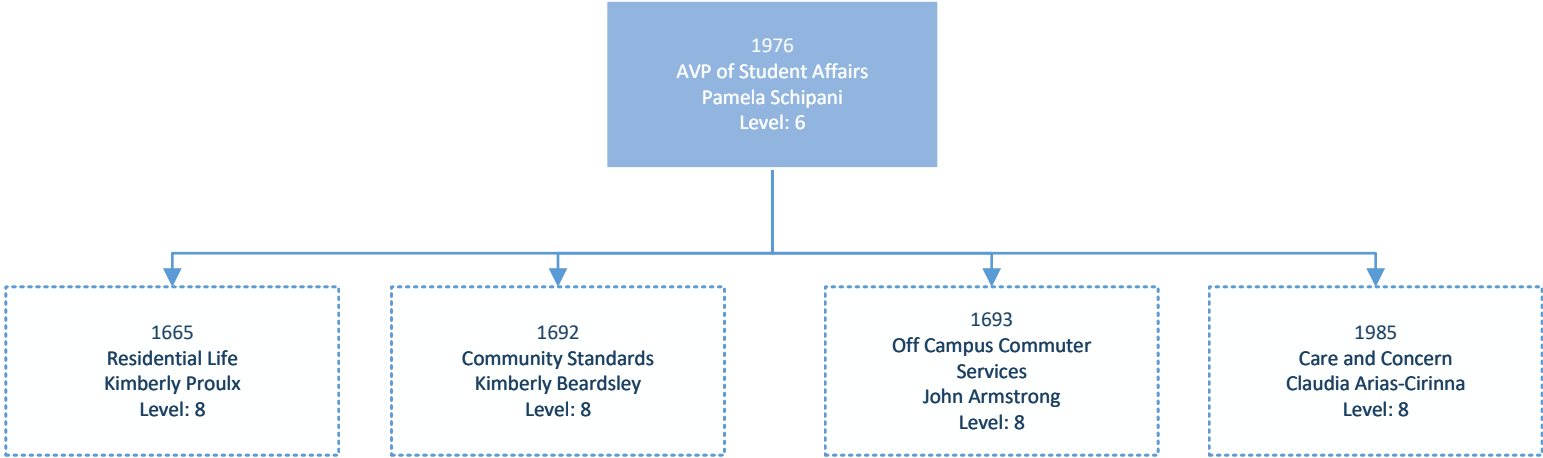 1976
AVP of Student Affairs
Pamela Schipani
Level: 6
1665
Residential Life
Kimberly Proulx
Level: 8
1692
Community Standards
Kimberly Beardsley
Level: 8
1693
Off Campus Commuter
Services
John Armstrong
Level: 8
1985
Care and Concern
Claudia Arias-Cirinna
Level: 8